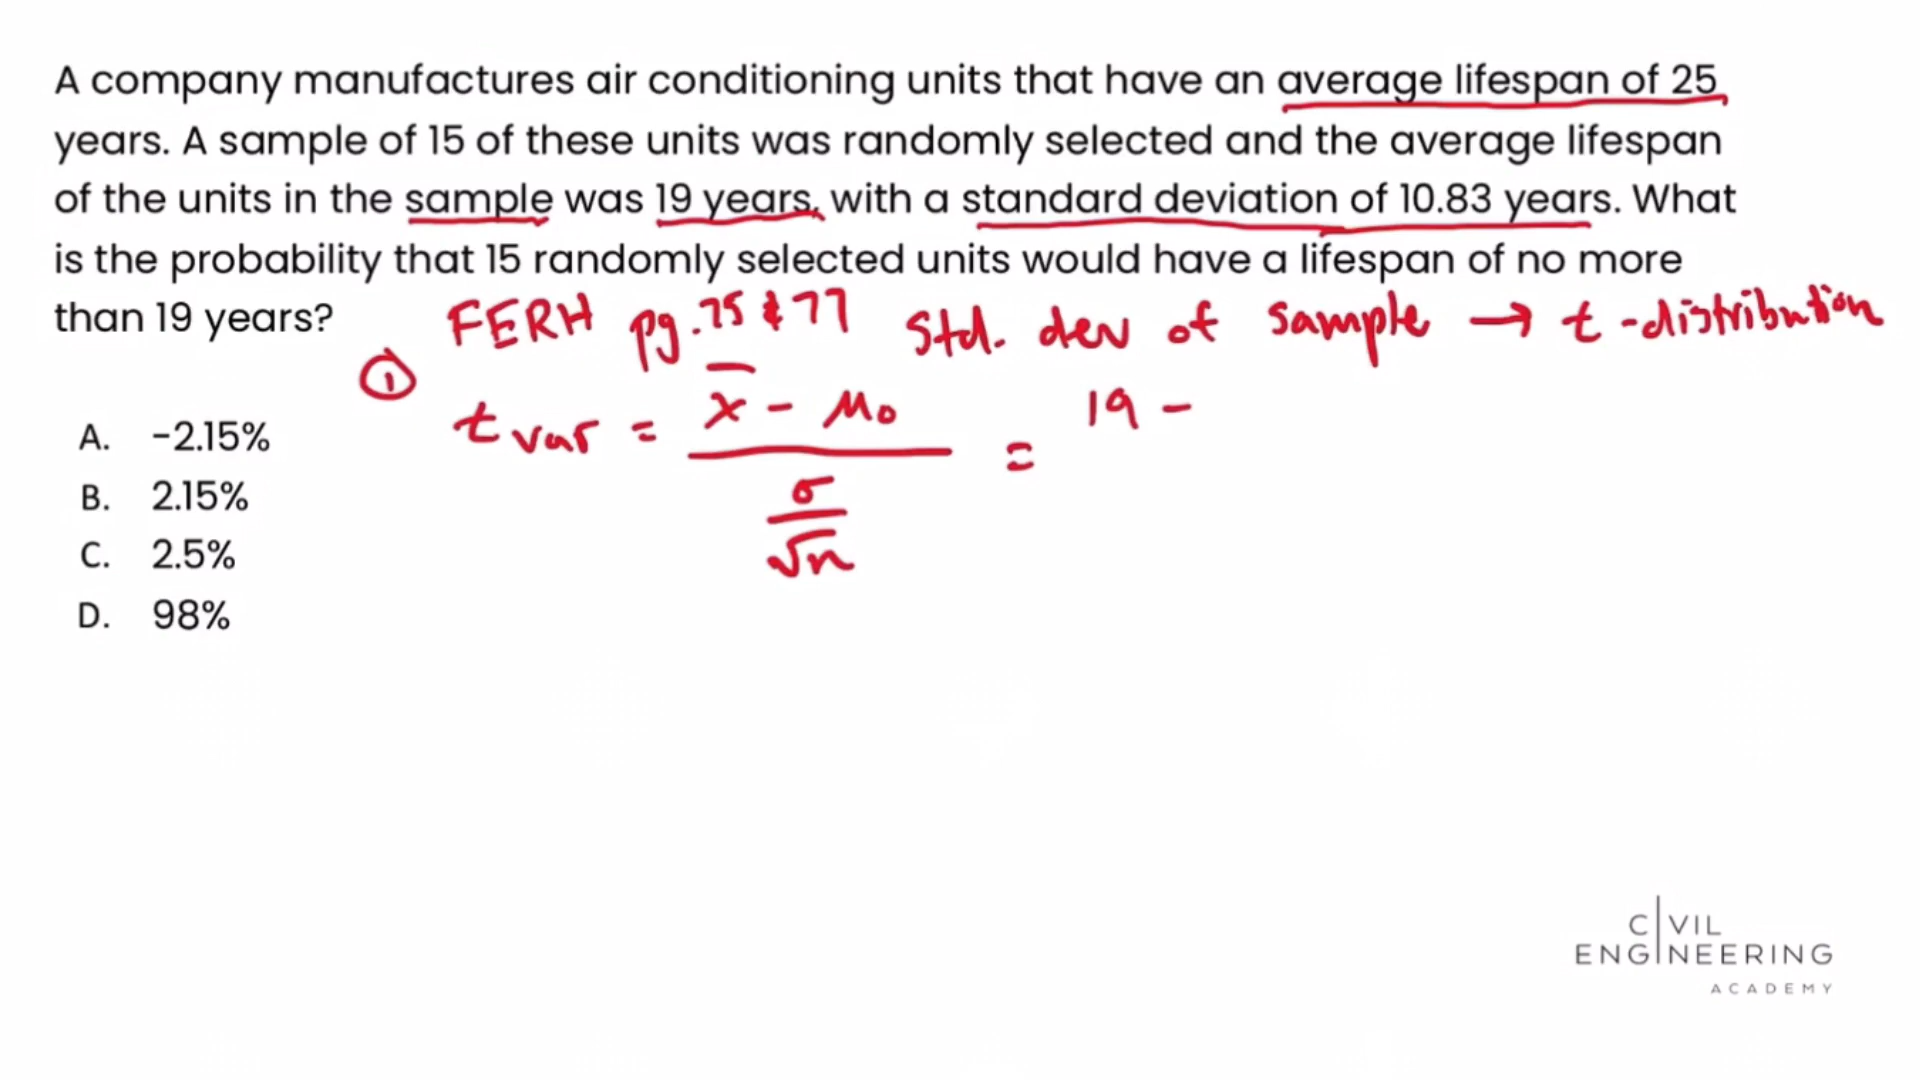 A company manufactures air conditioning units that have an average lifespan of 25
years. A sample of 15 of these units was randomly selected and the average lifespan
of the units in the sample was 19 years, with a standard deviation of 10.83 years. What
is the probability that 15 randomly selected units would have a lifespan of no more
than 19 years?
FERH pg. 75 & 77 Std. dev of sample → t-distribution
① t var = x̄ - μ₀ / σ/√n = 19 -
A. -2.15%
B. 2.15%
C. 2.5%
D. 98%
CIVIL
ENGINEERING
ACADEMY